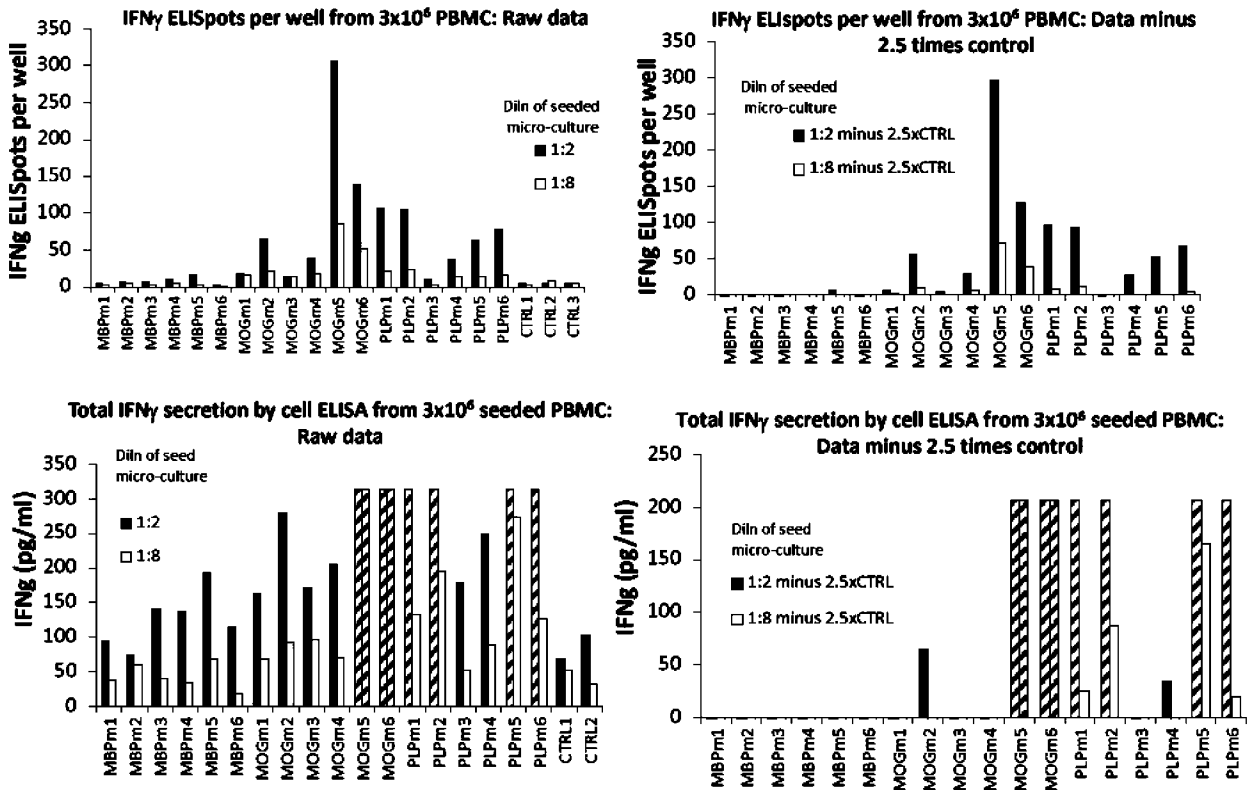 IFNγ ELISpots per well from 3x10⁶ PBMC: Raw data
IFNg ELISpots per well
350
300
250
200
150
100
50
0
Diln of seeded
micro-culture
1:2
1:8
MBPm1
MBPm2
MBPm3
MBPm4
MBPm5
MBPm6
MOGm1
MOGm2
MOGm3
MOGm4
MOGm5
MOGm6
PLPm1
PLPm2
PLPm3
PLPm4
PLPm5
PLPm6
CTRL1
CTRL2
CTRL3
IFNγ ELIspots per well from 3x10⁶ PBMC: Data minus
2.5 times control
IFNg ELISpots per well
350
300
250
200
150
100
50
0
Diln of seeded
micro-culture
1:2 minus 2.5xCTRL
1:8 minus 2.5xCTRL
MBPm1
MBPm2
MBPm3
MBPm4
MBPm5
MBPm6
MOGm1
MOGm2
MOGm3
MOGm4
MOGm5
MOGm6
PLPm1
PLPm2
PLPm3
PLPm4
PLPm5
PLPm6
Total IFNγ secretion by cell ELISA from 3x10⁶ seeded PBMC:
Raw data
IFNg (pg/ml)
350
300
250
200
150
100
50
0
Diln of seed
micro-culture
1:2
1:8
MBPm1
MBPm2
MBPm3
MBPm4
MBPm5
MBPm6
MOGm1
MOGm2
MOGm3
MOGm4
MOGm5
MOGm6
PLPm1
PLPm2
PLPm3
PLPm4
PLPm5
PLPm6
CTRL1
CTRL2
Total IFNγ secretion by cell ELISA from 3x10⁶ seeded PBMC:
Data minus 2.5 times control
IFNg (pg/ml)
250
200
150
100
50
0
Diln of seed
micro-culture
1:2 minus 2.5xCTRL
1:8 minus 2.5xCTRL
MBPm1
MBPm2
MBPm3
MBPm4
MBPm5
MBPm6
MOGm1
MOGm2
MOGm3
MOGm4
MOGm5
MOGm6
PLPm1
PLPm2
PLPm3
PLPm4
PLPm5
PLPm6